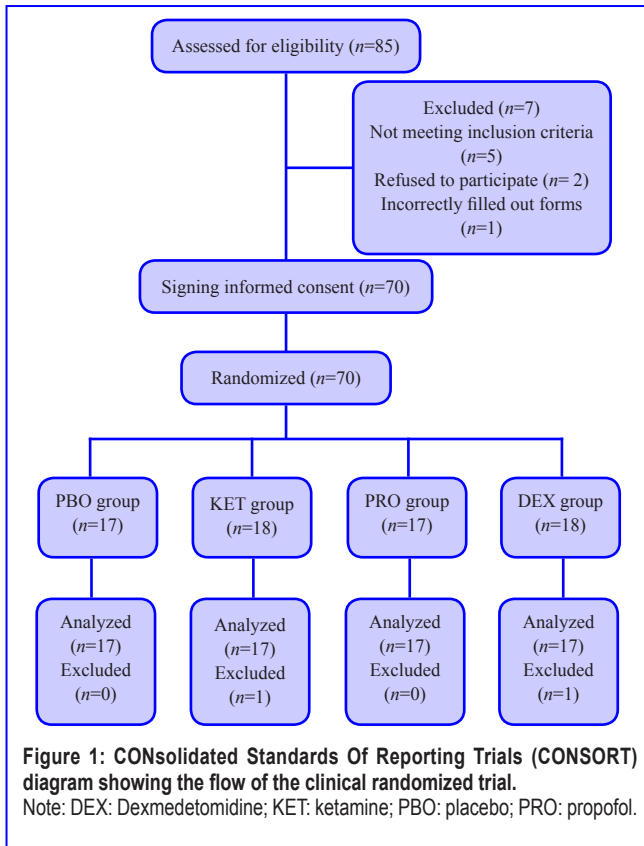 Assessed for eligibility (n=85)
Excluded (n=7)
Not meeting inclusion criteria
(n=5)
Refused to participate (n= 2)
Incorrectly filled out forms
(n=1)
Signing informed consent (n=70)
Randomized (n=70)
PBO group
(n=17)
KET group
(n=18)
PRO group
(n=17)
DEX group
(n=18)
Analyzed
(n=17)
Excluded
(n=0)
Analyzed
(n=17)
Excluded
(n=1)
Analyzed
(n=17)
Excluded
(n=0)
Analyzed
(n=17)
Excluded
(n=1)
Figure 1: CONsolidated Standards Of Reporting Trials (CONSORT)
diagram showing the flow of the clinical randomized trial.
Note: DEX: Dexmedetomidine; KET: ketamine; PBO: placebo; PRO: propofol.